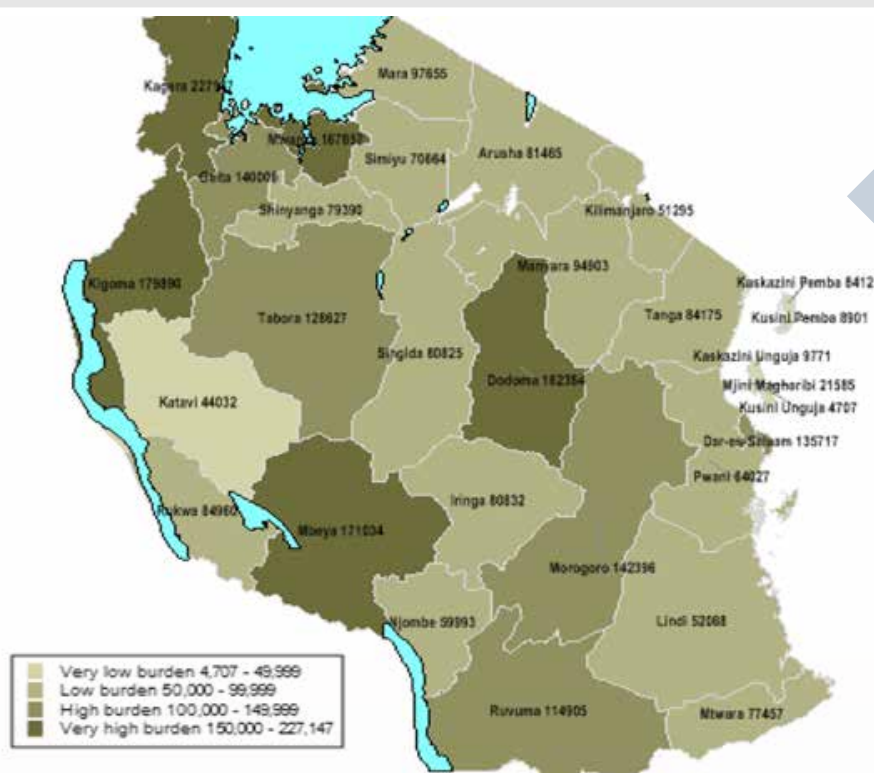 Mara 97655
Kagera
Simiyu 70664
Arusha 81465
Geita
Shinyanga 79390
Kilimanjaro 51295
Kigoma 179890
Manyara 94903
Kaskazini Pemba 8412
Tabora 128627
Tanga 84175
Kusini Pemba 8901
Singida 80825
Kaskazini Unguja 9771
Dodoma 182354
Mjini Magharibi 21585
Katavi 44032
Kusini Unguja 4707
Dar-es-Salaam 135717
Pwani 64027
Iringa 80832
Rukwa 84960
Mbeya 171034
Morogoro 142396
Njombe 59993
Lindi 52068
Ruvuma 114905
Mtwara 77457
Very low burden 4,707 - 49,999
Low burden 50,000 - 99,999
High burden 100,000 - 149,999
Very high burden 150,000 - 227,147